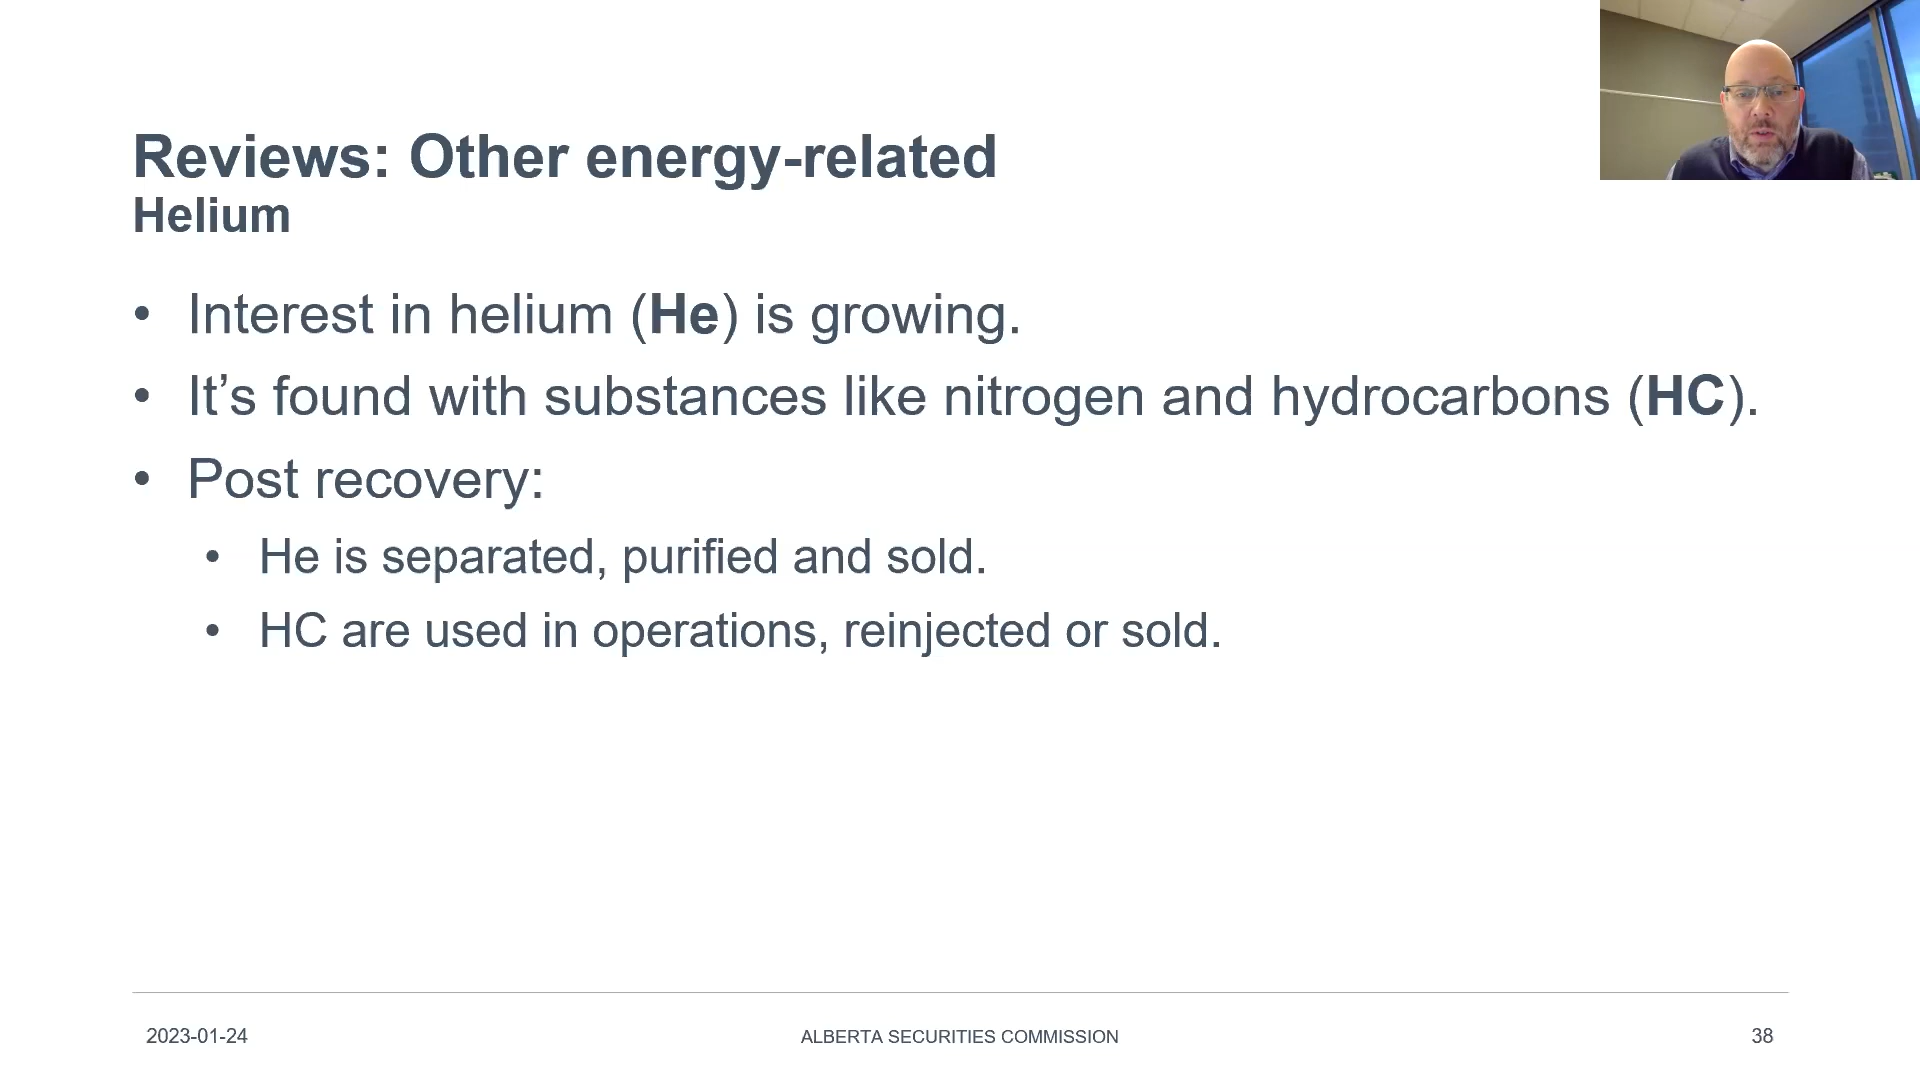 Reviews: Other energy-related
Helium
• Interest in helium (He) is growing.
• It’s found with substances like nitrogen and hydrocarbons (HC).
• Post recovery:
• He is separated, purified and sold.
• HC are used in operations, reinjected or sold.
2023-01-24
ALBERTA SECURITIES COMMISSION
38